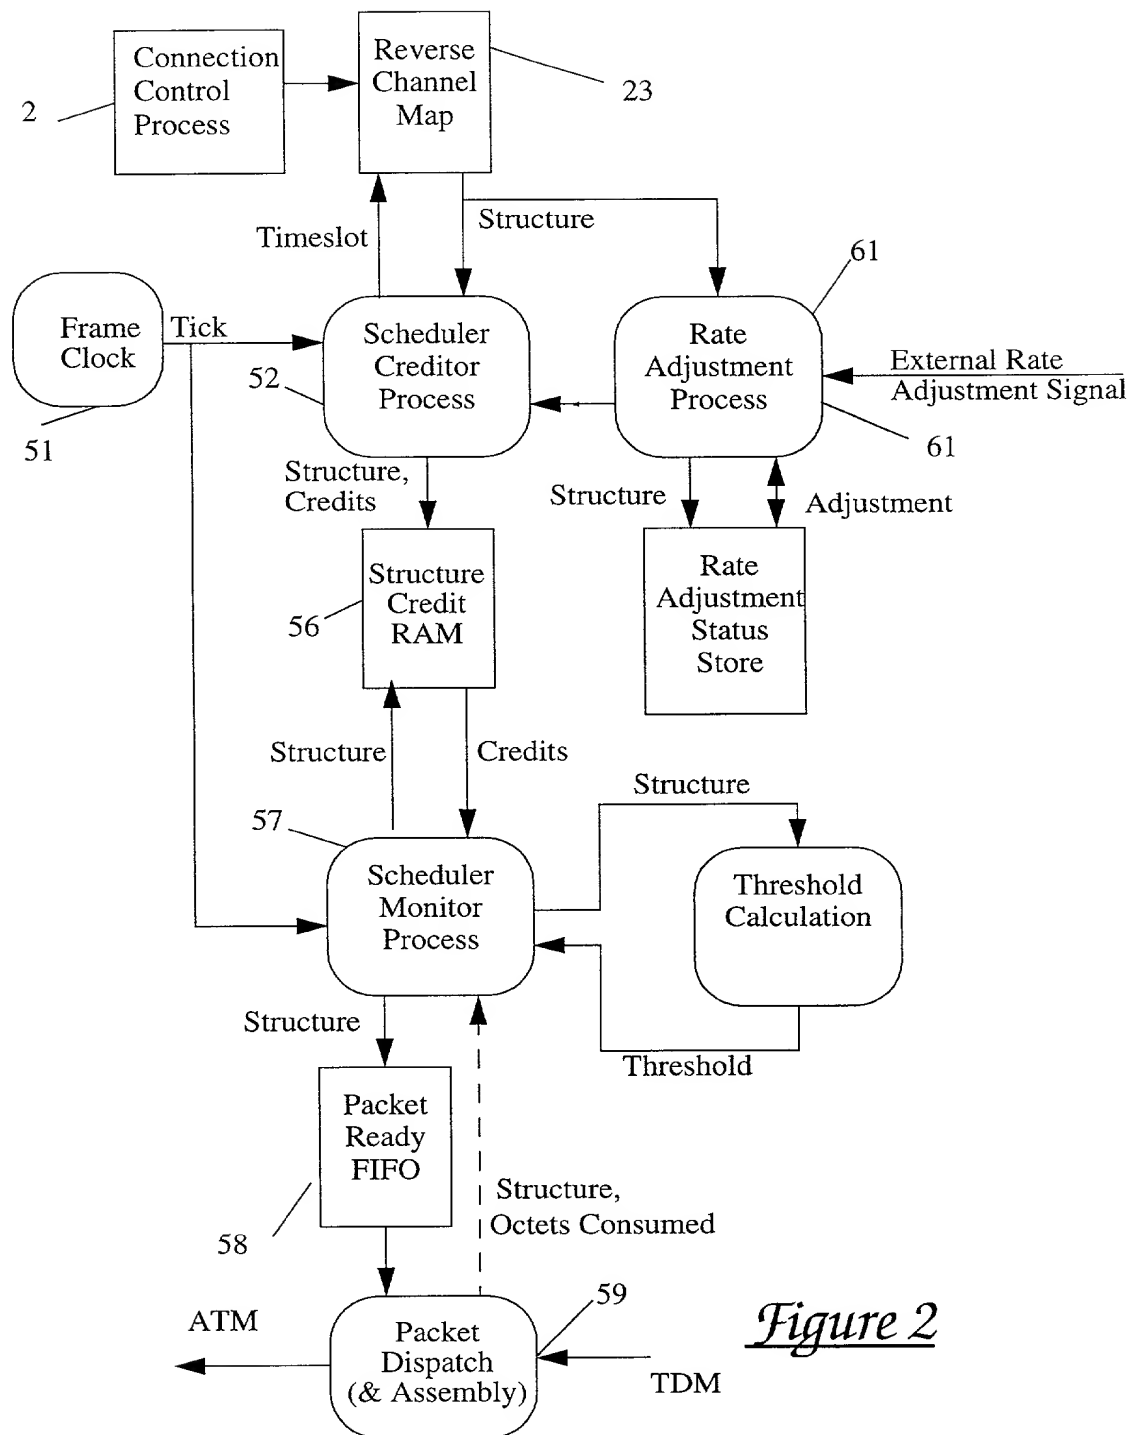 Connection
Control
Process
2
Reverse
Channel
Map
23
Timeslot
Structure
61
Frame
Clock
Tick
51
Scheduler
Creditor
Process
52
Rate
Adjustment
Process
External Rate
Adjustment Signal
61
Structure,
Credits
Structure
Adjustment
Structure
Credit
RAM
56
Rate
Adjustment
Status
Store
Structure
Credits
Structure
57
Scheduler
Monitor
Process
Threshold
Calculation
Structure
Threshold
Packet
Ready
FIFO
58
Structure,
Octets Consumed
ATM
Packet
Dispatch
(& Assembly)
59
TDM
Figure 2